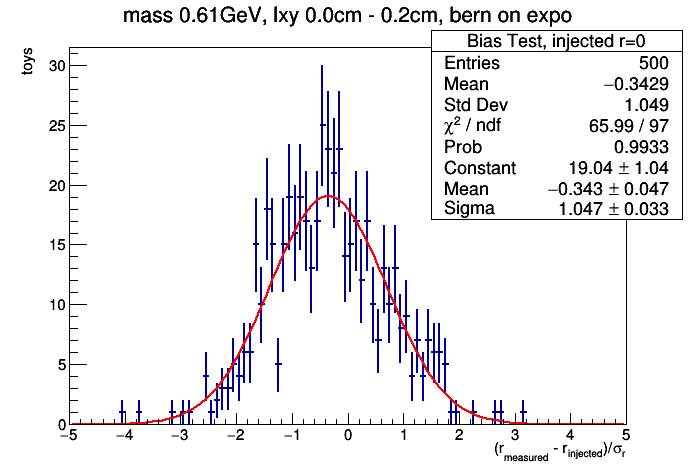 mass 0.61GeV, lxy 0.0cm - 0.2cm, bern on expo
Bias Test, injected r=0
Entries 500
Mean −0.3429
Std Dev 1.049
χ² / ndf 65.99 / 97
Prob 0.9933
Constant 19.04 ± 1.04
Mean −0.343 ± 0.047
Sigma 1.047 ± 0.033
toys
30
25
20
15
10
5
0
−5 −4 −3 −2 −1 0 1 2 3 4 5
(r_measured - r_injected)/σ_r